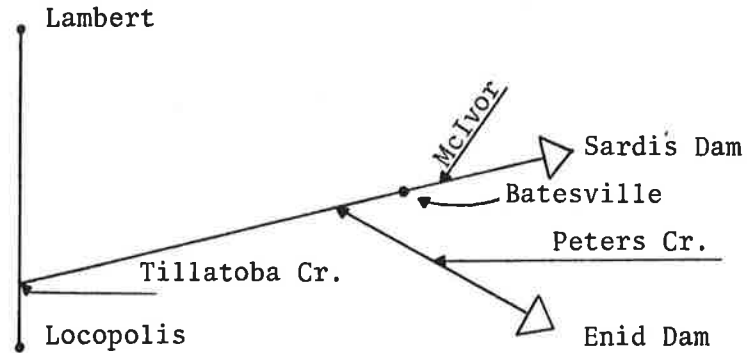 Lambert
McIvor
Sardis Dam
Batesville
Peters Cr.
Tillatoba Cr.
Locopolis
Enid Dam